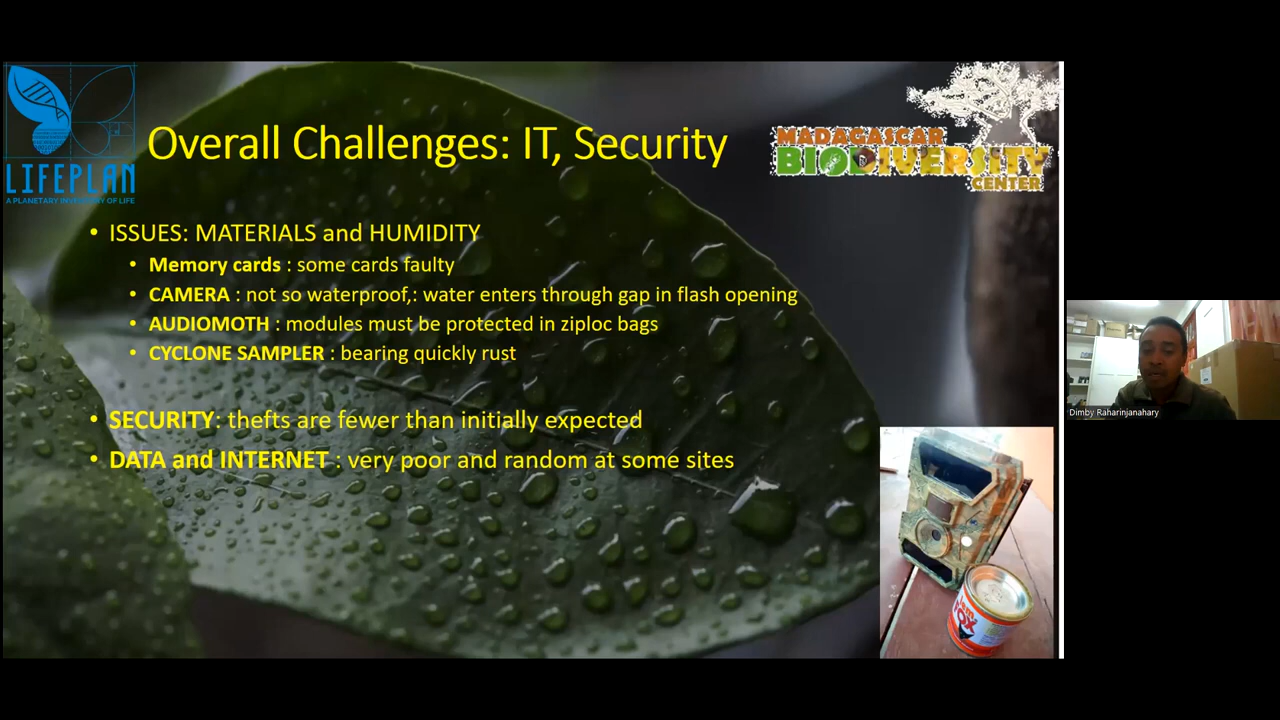 LIFEPLAN
A PLANETARY INVENTORY OF LIFE
Overall Challenges: IT, Security
MADAGASCAR
BIODIVERSITY
CENTER
• ISSUES: MATERIALS and HUMIDITY
• Memory cards : some cards faulty
• CAMERA : not so waterproof,: water enters through gap in flash opening
• AUDIOMOTH : modules must be protected in ziploc bags
• CYCLONE SAMPLER : bearing quickly rust
• SECURITY: thefts are fewer than initially expected
• DATA and INTERNET : very poor and random at some sites
Dimby Raharinjanahary